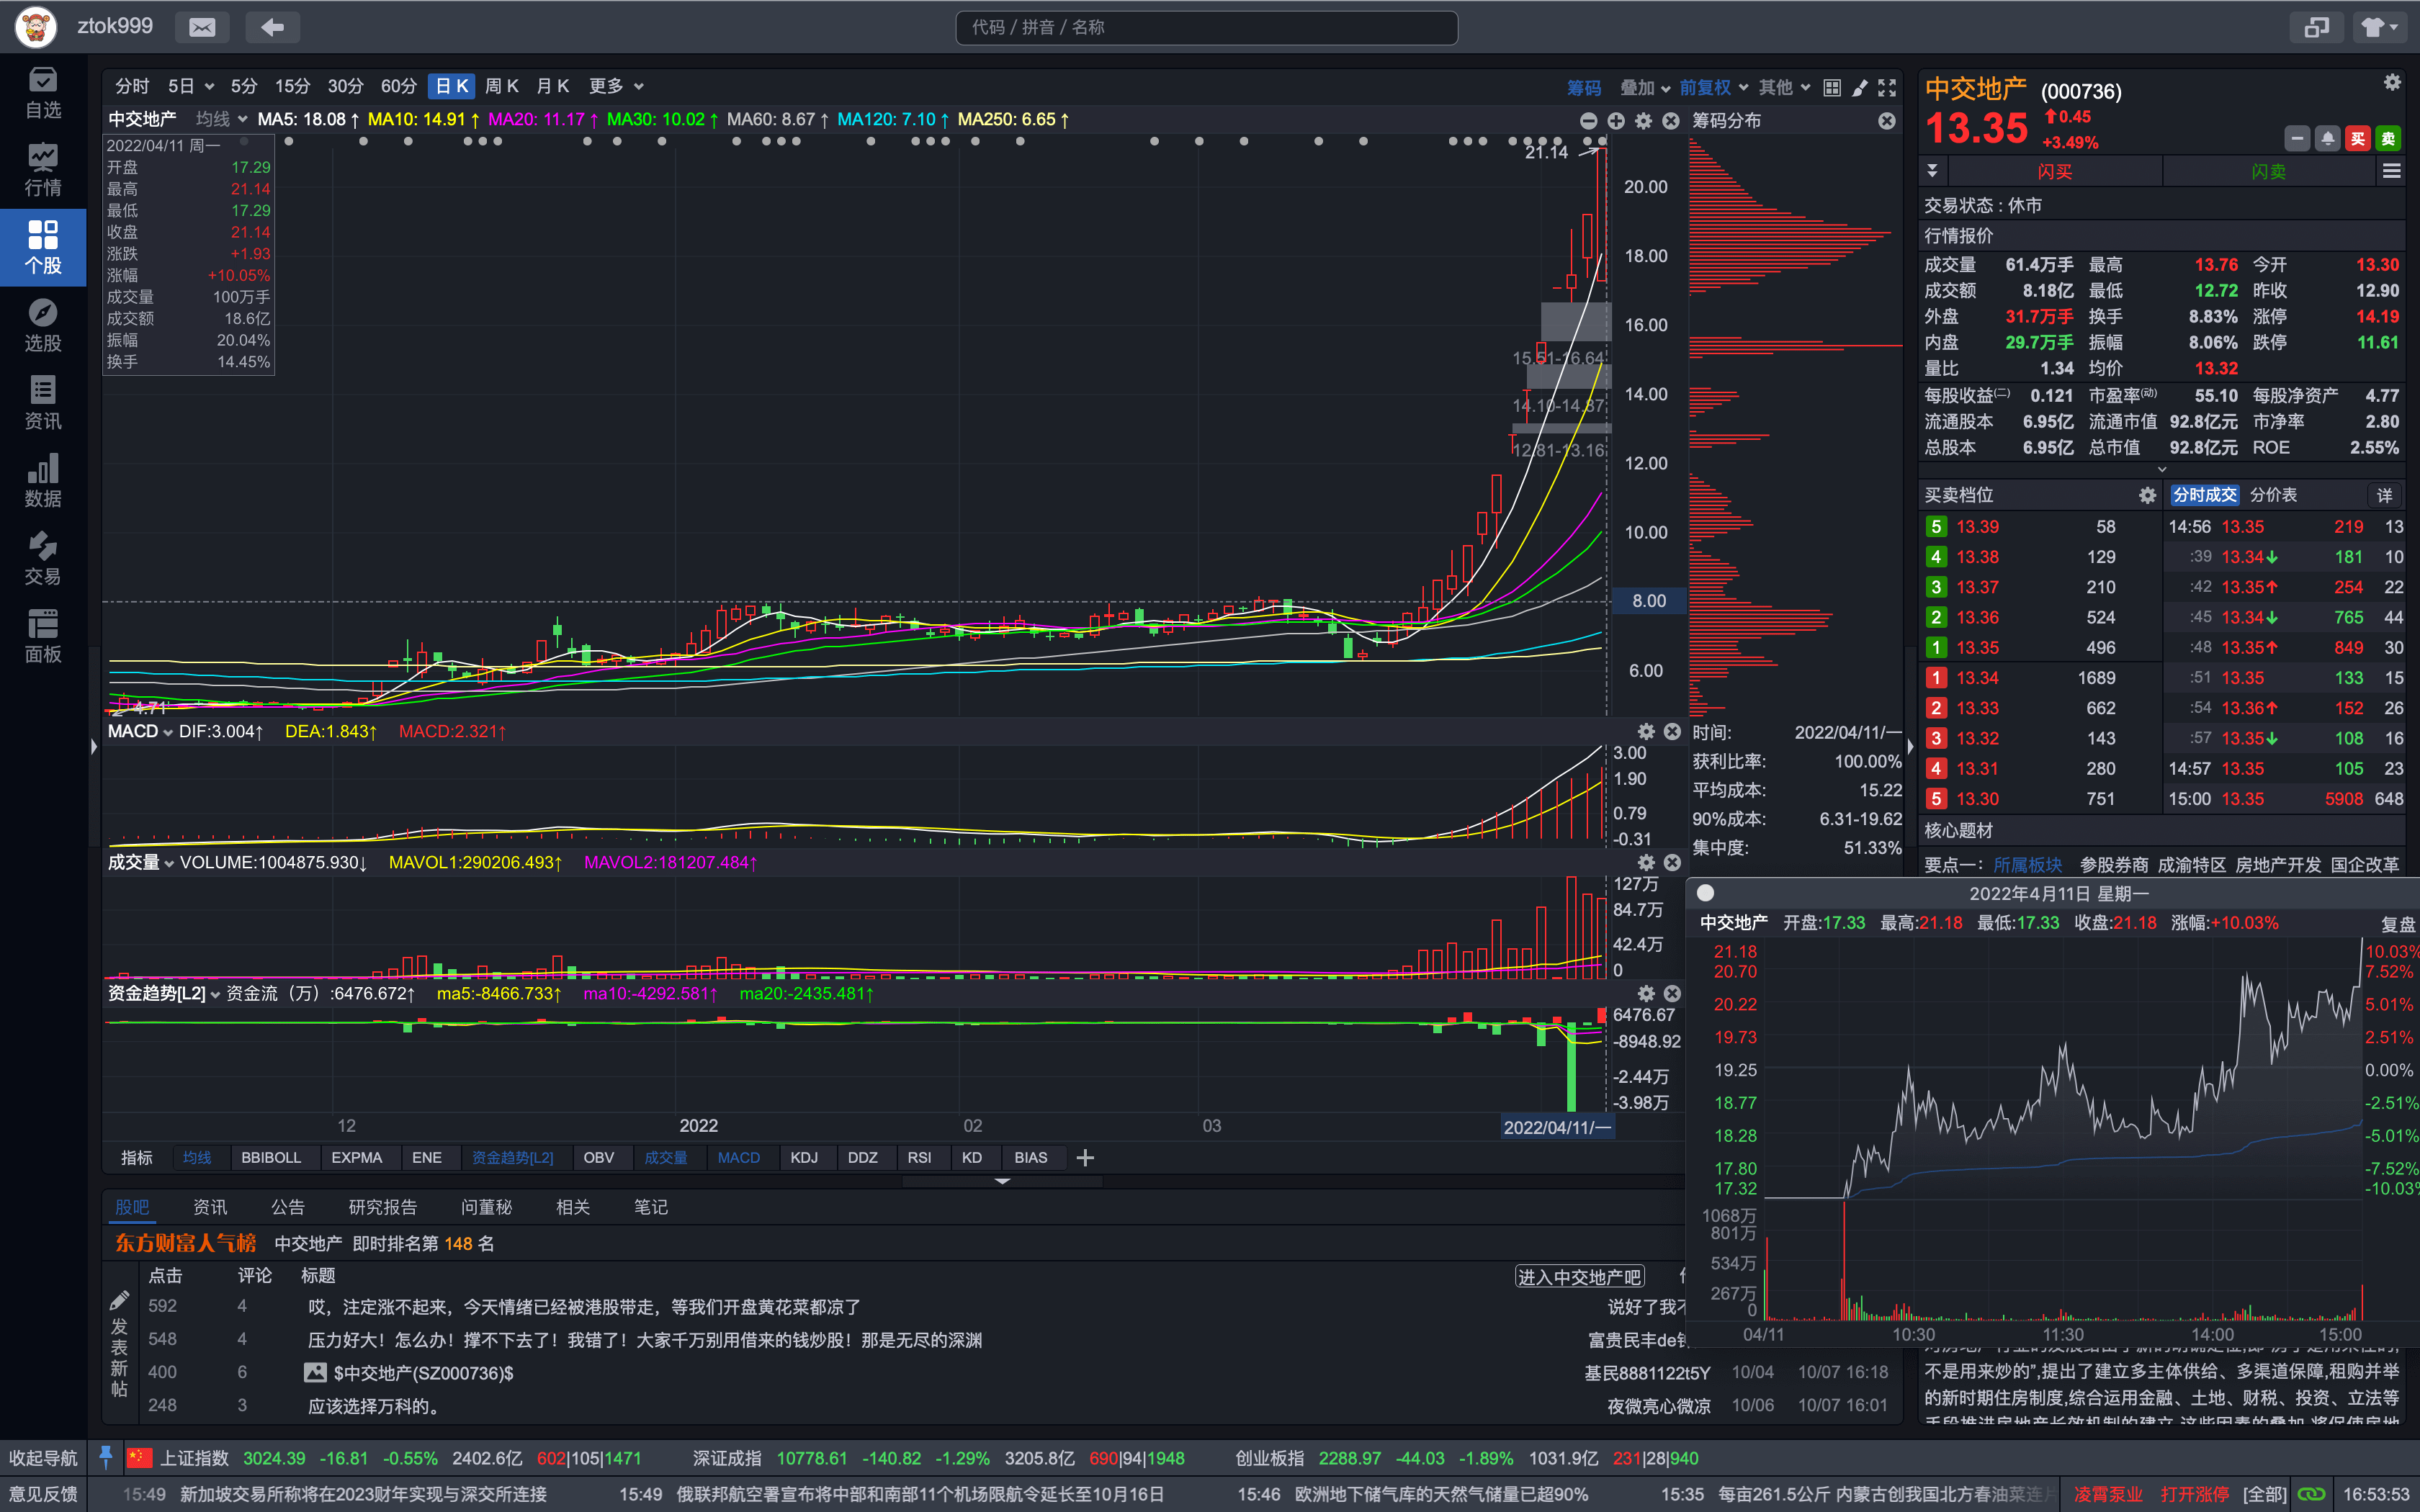 ztok999
代码 / 拼音 / 名称
自选
行情
个股
选股
资讯
数据
交易
面板
分时 5日 5分 15分 30分 60分 日K 周K 月K 更多
筹码 叠加 前复权 其他
中交地产 均线 MA5: 18.08↑ MA10: 14.91↑ MA20: 11.17↑ MA30: 10.02↑ MA60: 8.67↑ MA120: 7.10↑ MA250: 6.65↑
筹码分布
2022/04/11 周一
开盘 17.29
最高 21.14
最低 17.29
收盘 21.14
涨跌 +1.93
涨幅 +10.05%
成交量 100万手
成交额 18.6亿
振幅 20.04%
换手 14.45%
21.14
15.51-16.64
14.10-14.37
12.81-13.16
4.71
20.00
18.00
16.00
14.00
12.00
10.00
8.00
6.00
MACD DIF:3.004↑ DEA:1.843↑ MACD:2.321↑
3.00
1.90
0.79
-0.31
成交量 VOLUME:1004875.930↓ MAVOL1:290206.493↑ MAVOL2:181207.484↑
127万
84.7万
42.4万
0
资金趋势[L2] 资金流（万）:6476.672↑ ma5:-8466.733↑ ma10:-4292.581↑ ma20:-2435.481↑
6476.67
-8948.92
-2.44万
-3.98万
12 2022 02 03 2022/04/11/一
时间: 2022/04/11/一
获利比率: 100.00%
平均成本: 15.22
90%成本: 6.31-19.62
集中度: 51.33%
指标 均线 BBIBOLL EXPMA ENE 资金趋势[L2] OBV 成交量 MACD KDJ DDZ RSI KD BIAS
股吧 资讯 公告 研究报告 问董秘 相关 笔记
东方财富人气榜 中交地产 即时排名第 148 名
点击 评论 标题
进入中交地产吧
发表新帖
592 4 哎，注定涨不起来，今天情绪已经被港股带走，等我们开盘黄花菜都凉了 说好了我
548 4 压力好大！怎么办！撑不下去了！我错了！大家千万别用借来的钱炒股！那是无尽的深渊 富贵民丰de
400 6 $中交地产(SZ000736)$ 基民8881122t5Y 10/04 10/07 16:18
248 3 应该选择万科的。 夜微亮心微凉 10/06 10/07 16:01
中交地产 (000736)
13.35 0.45
+3.49%
买 卖
闪买 闪卖
交易状态 : 休市
行情报价
成交量 61.4万手 最高 13.76 今开 13.30
成交额 8.18亿 最低 12.72 昨收 12.90
外盘 31.7万手 换手 8.83% 涨停 14.19
内盘 29.7万手 振幅 8.06% 跌停 11.61
量比 1.34 均价 13.32
每股收益(二) 0.121 市盈率(动) 55.10 每股净资产 4.77
流通股本 6.95亿 流通市值 92.8亿元 市净率 2.80
总股本 6.95亿 总市值 92.8亿元 ROE 2.55%
买卖档位 分时成交 分价表 详
5 13.39 58
4 13.38 129
3 13.37 210
2 13.36 524
1 13.35 496
1 13.34 1689
2 13.33 662
3 13.32 143
4 13.31 280
5 13.30 751
14:56 13.35 219 13
:39 13.34↓ 181 10
:42 13.35↑ 254 22
:45 13.34↓ 765 44
:48 13.35↑ 849 30
:51 13.35 133 15
:54 13.36↑ 152 26
:57 13.35↓ 108 16
14:57 13.35 105 23
15:00 13.35 5908 648
核心题材
要点一： 所属板块 参股券商 成渝特区 房地产开发 国企改革
2022年4月11日 星期一
中交地产 开盘:17.33 最高:21.18 最低:17.33 收盘:21.18 涨幅:+10.03% 复盘
21.18 10.03%
20.70 7.52%
20.22 5.01%
19.73 2.51%
19.25 0.00%
18.77 -2.51%
18.28 -5.01%
17.80 -7.52%
17.32 -10.03%
1068万
801万
534万
267万
0
04/11 10:30 11:30 14:00 15:00
不是用来炒的",提出了建立多主体供给、多渠道保障,租购并举
的新时期住房制度,综合运用金融、土地、财税、投资、立法等
手段推进房地产长效机制的建立,这些因素的叠加,将促使房地
收起导航 上证指数 3024.39 -16.81 -0.55% 2402.6亿 602|105|1471 深证成指 10778.61 -140.82 -1.29% 3205.8亿 690|94|1948 创业板指 2288.97 -44.03 -1.89% 1031.9亿 231|28|940
意见反馈 15:49 新加坡交易所称将在2023财年实现与深交所连接 15:49 俄联邦航空署宣布将中部和南部11个机场限航令延长至10月16日 15:46 欧洲地下储气库的天然气储量已超90% 15:35 每亩261.5公斤 内蒙古创我国北方春油菜连 凌霄泵业 打开涨停 [全部] 16:53:53